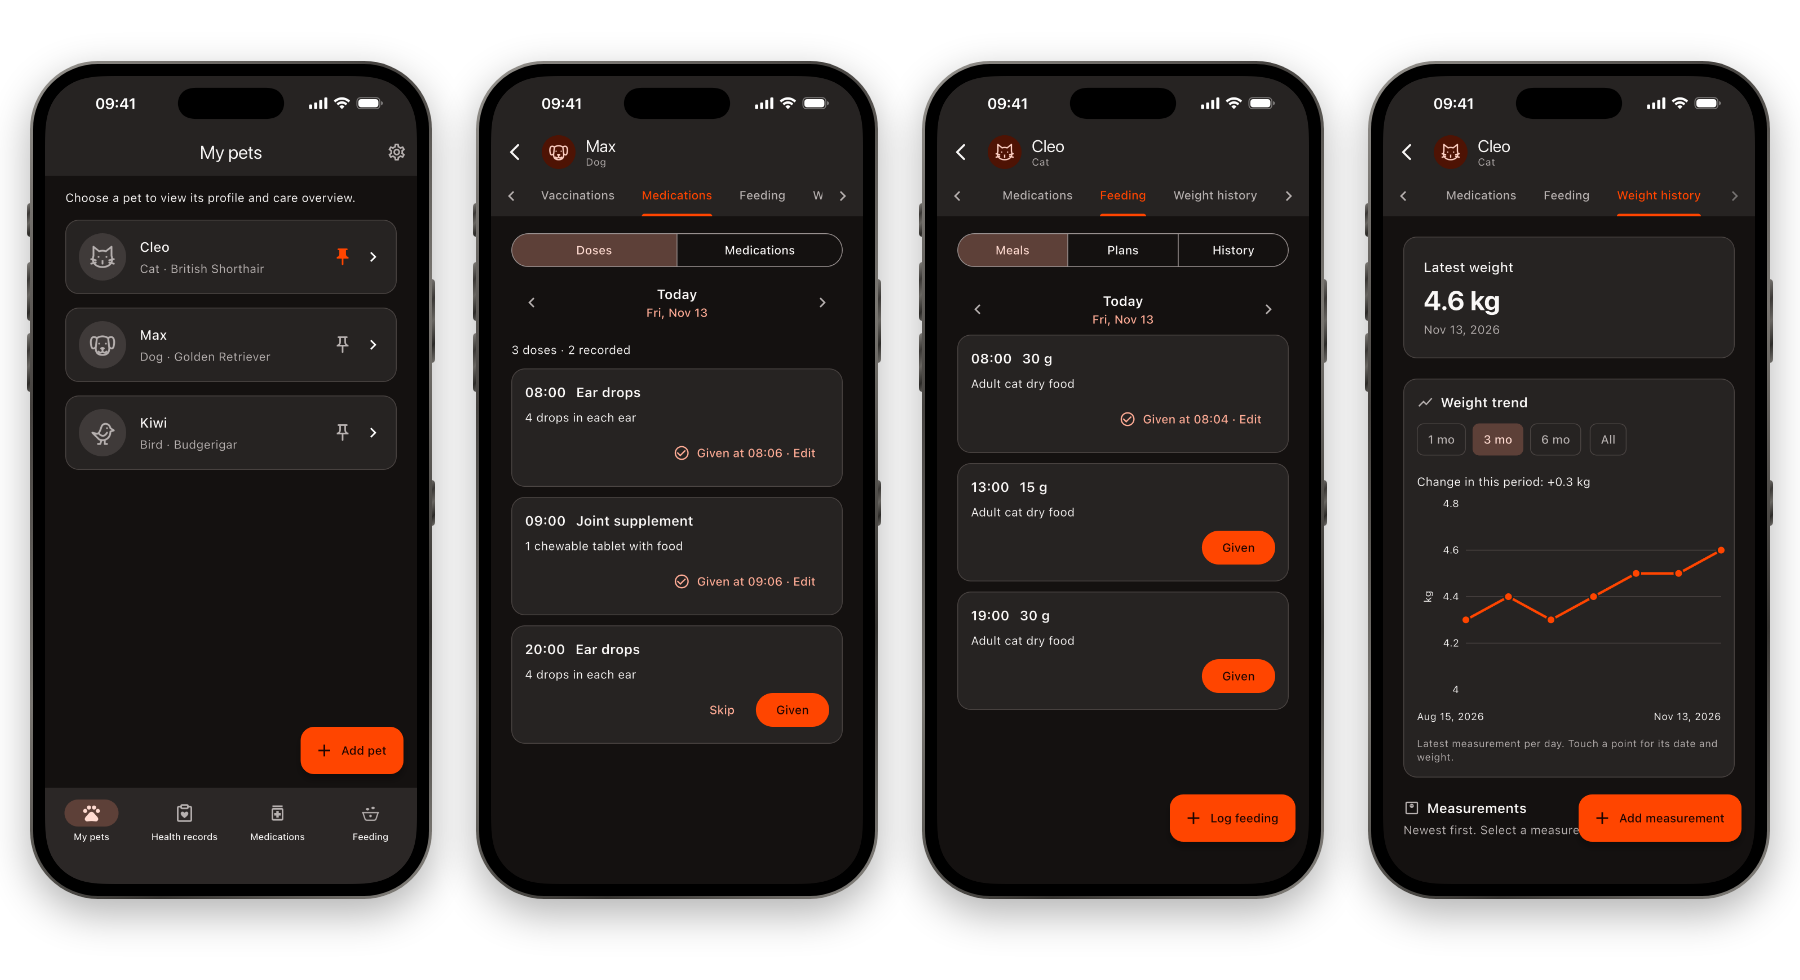 09:41
My pets
Choose a pet to view its profile and care overview.
Cleo
Cat · British Shorthair
Max
Dog · Golden Retriever
Kiwi
Bird · Budgerigar
+ Add pet
My pets
Health records
Medications
Feeding
09:41
Max
Dog
Vaccinations
Medications
Feeding
W
Doses
Medications
Today
Fri, Nov 13
3 doses · 2 recorded
08:00 Ear drops
4 drops in each ear
Given at 08:06 · Edit
09:00 Joint supplement
1 chewable tablet with food
Given at 09:06 · Edit
20:00 Ear drops
4 drops in each ear
Skip
Given
09:41
Cleo
Cat
Medications
Feeding
Weight history
Meals
Plans
History
Today
Fri, Nov 13
08:00 30 g
Adult cat dry food
Given at 08:04 · Edit
13:00 15 g
Adult cat dry food
Given
19:00 30 g
Adult cat dry food
Given
+ Log feeding
09:41
Cleo
Cat
Medications
Feeding
Weight history
Latest weight
4.6 kg
Nov 13, 2026
Weight trend
1 mo
3 mo
6 mo
All
Change in this period: +0.3 kg
4.8
4.6
kg
4.4
4.2
4
Aug 15, 2026
Nov 13, 2026
Latest measurement per day. Touch a point for its date and
weight.
Measurements
Newest first. Select a measure
+ Add measurement